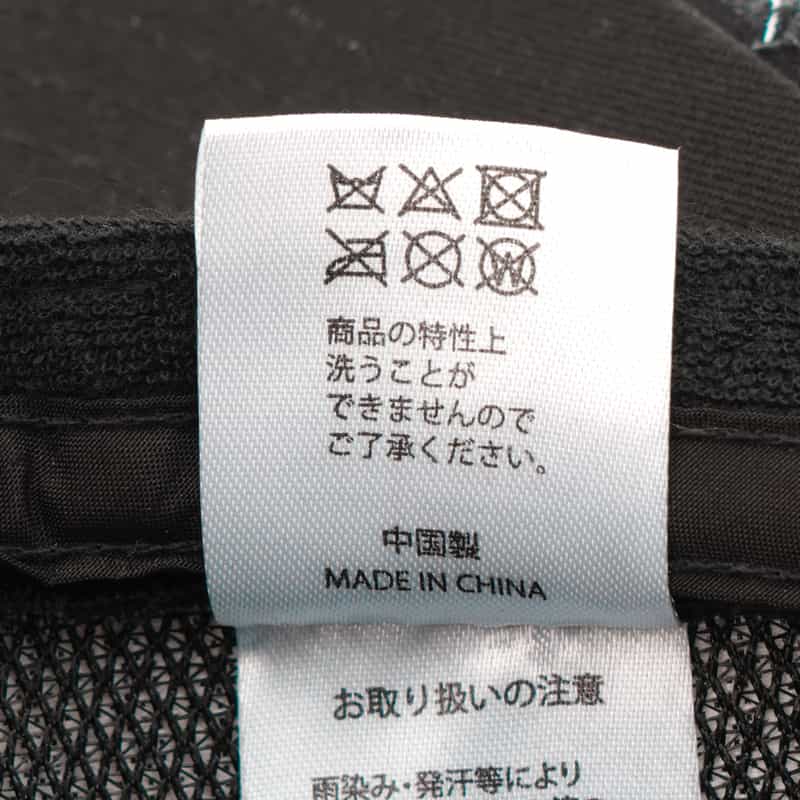 商品の特性上
洗うことが
できませんので
ご了承ください。
中国製
MADE IN CHINA
お取り扱いの注意
雨染み・発汗等により